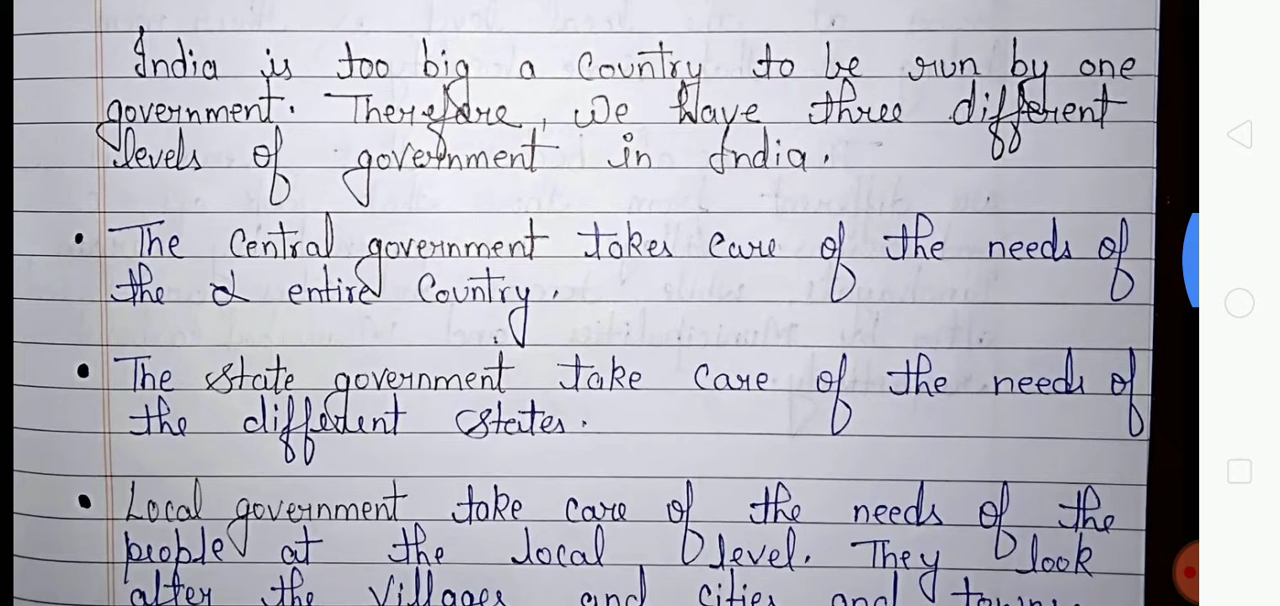 India is too big a country to be run by one
government. Therefore, we have three different
levels of government in India.
• The Central government takes care of the needs of
the entire Country.
• The state government take care of the needs of
the different states.
• Local government take care of the needs of the
people at the local level. They look
after the villages and cities and towns